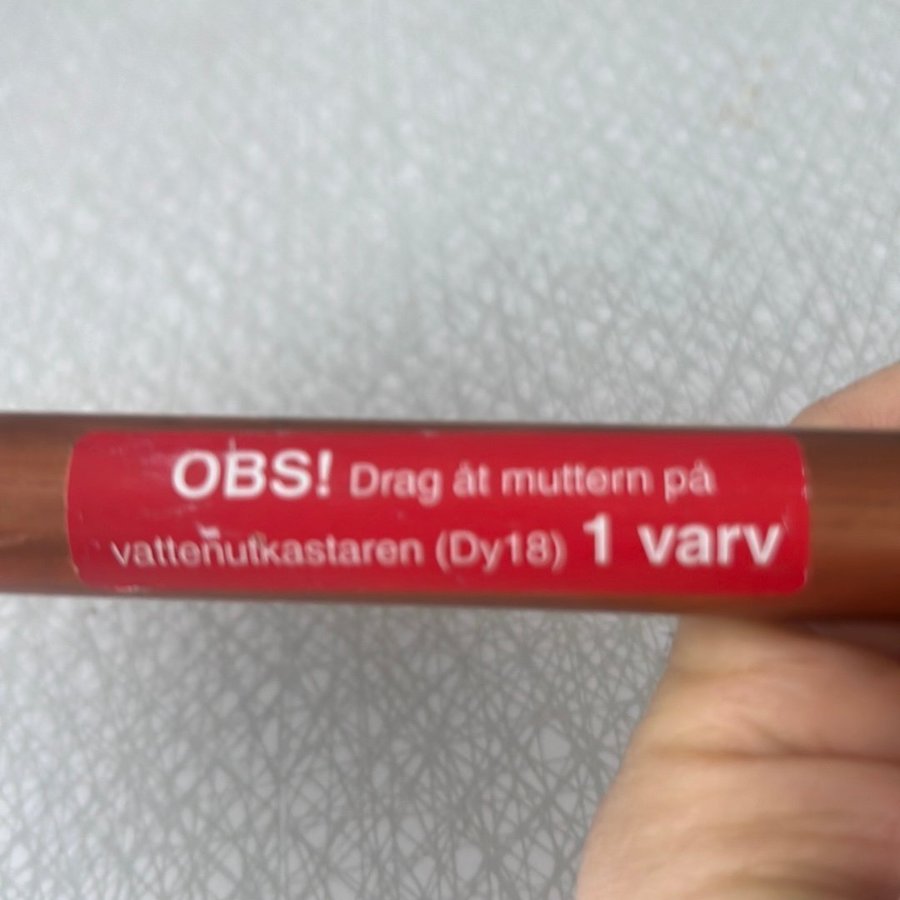 OBS! Drag åt muttern på
vattenutkastaren (Dy18) 1 varv